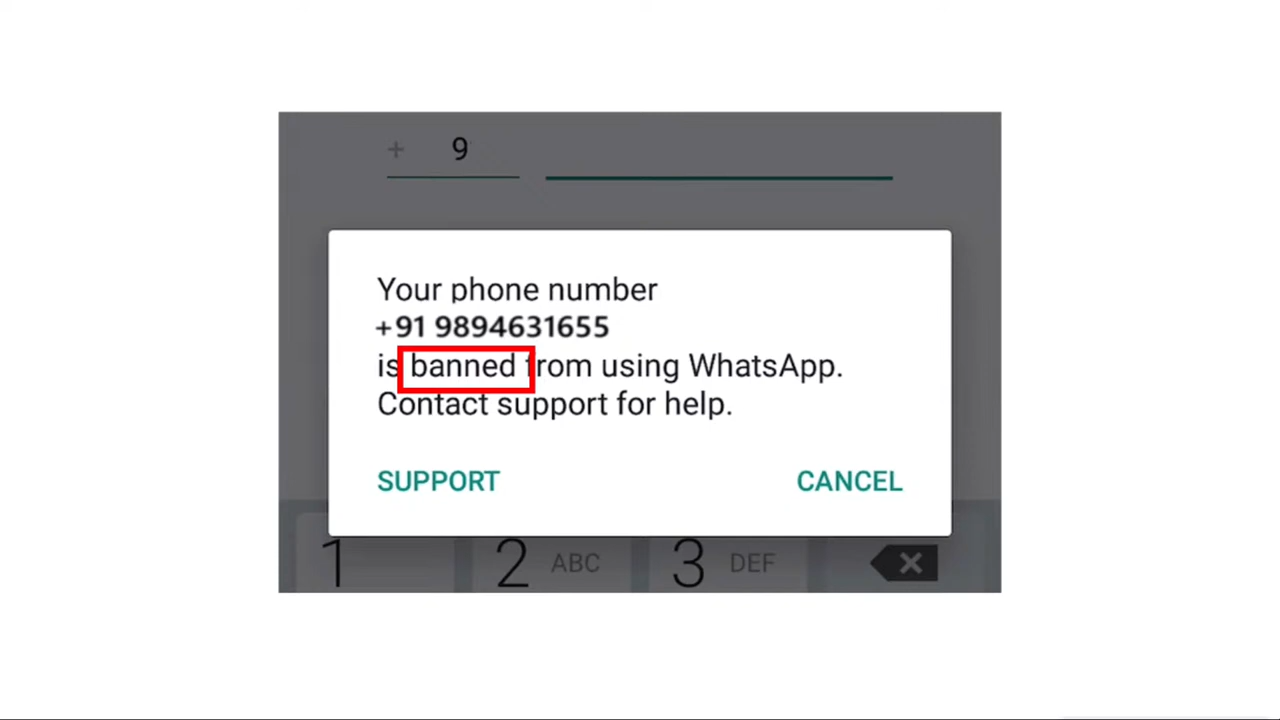 + 9
Your phone number
+91 9894631655
is banned from using WhatsApp.
Contact support for help.
SUPPORT CANCEL
1 2 ABC 3 DEF